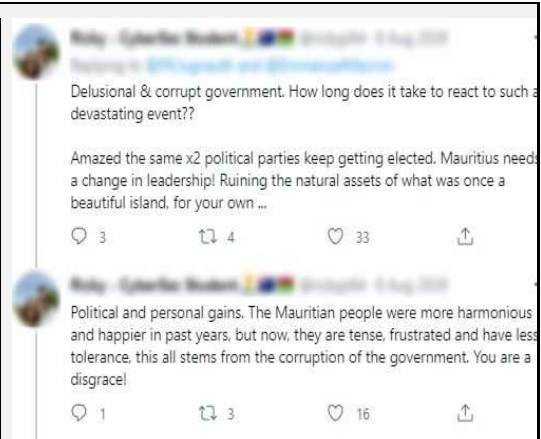 Delusional & corrupt government. How long does it take to react to such a
devastating event??
Amazed the same x2 political parties keep getting elected. Mauritius needs
a change in leadership! Ruining the natural assets of what was once a
beautiful island, for your own ...
3 4 33
Political and personal gains. The Mauritian people were more harmonious
and happier in past years, but now, they are tense, frustrated and have less
tolerance, this all stems from the corruption of the government. You are a
disgrace!
1 3 16